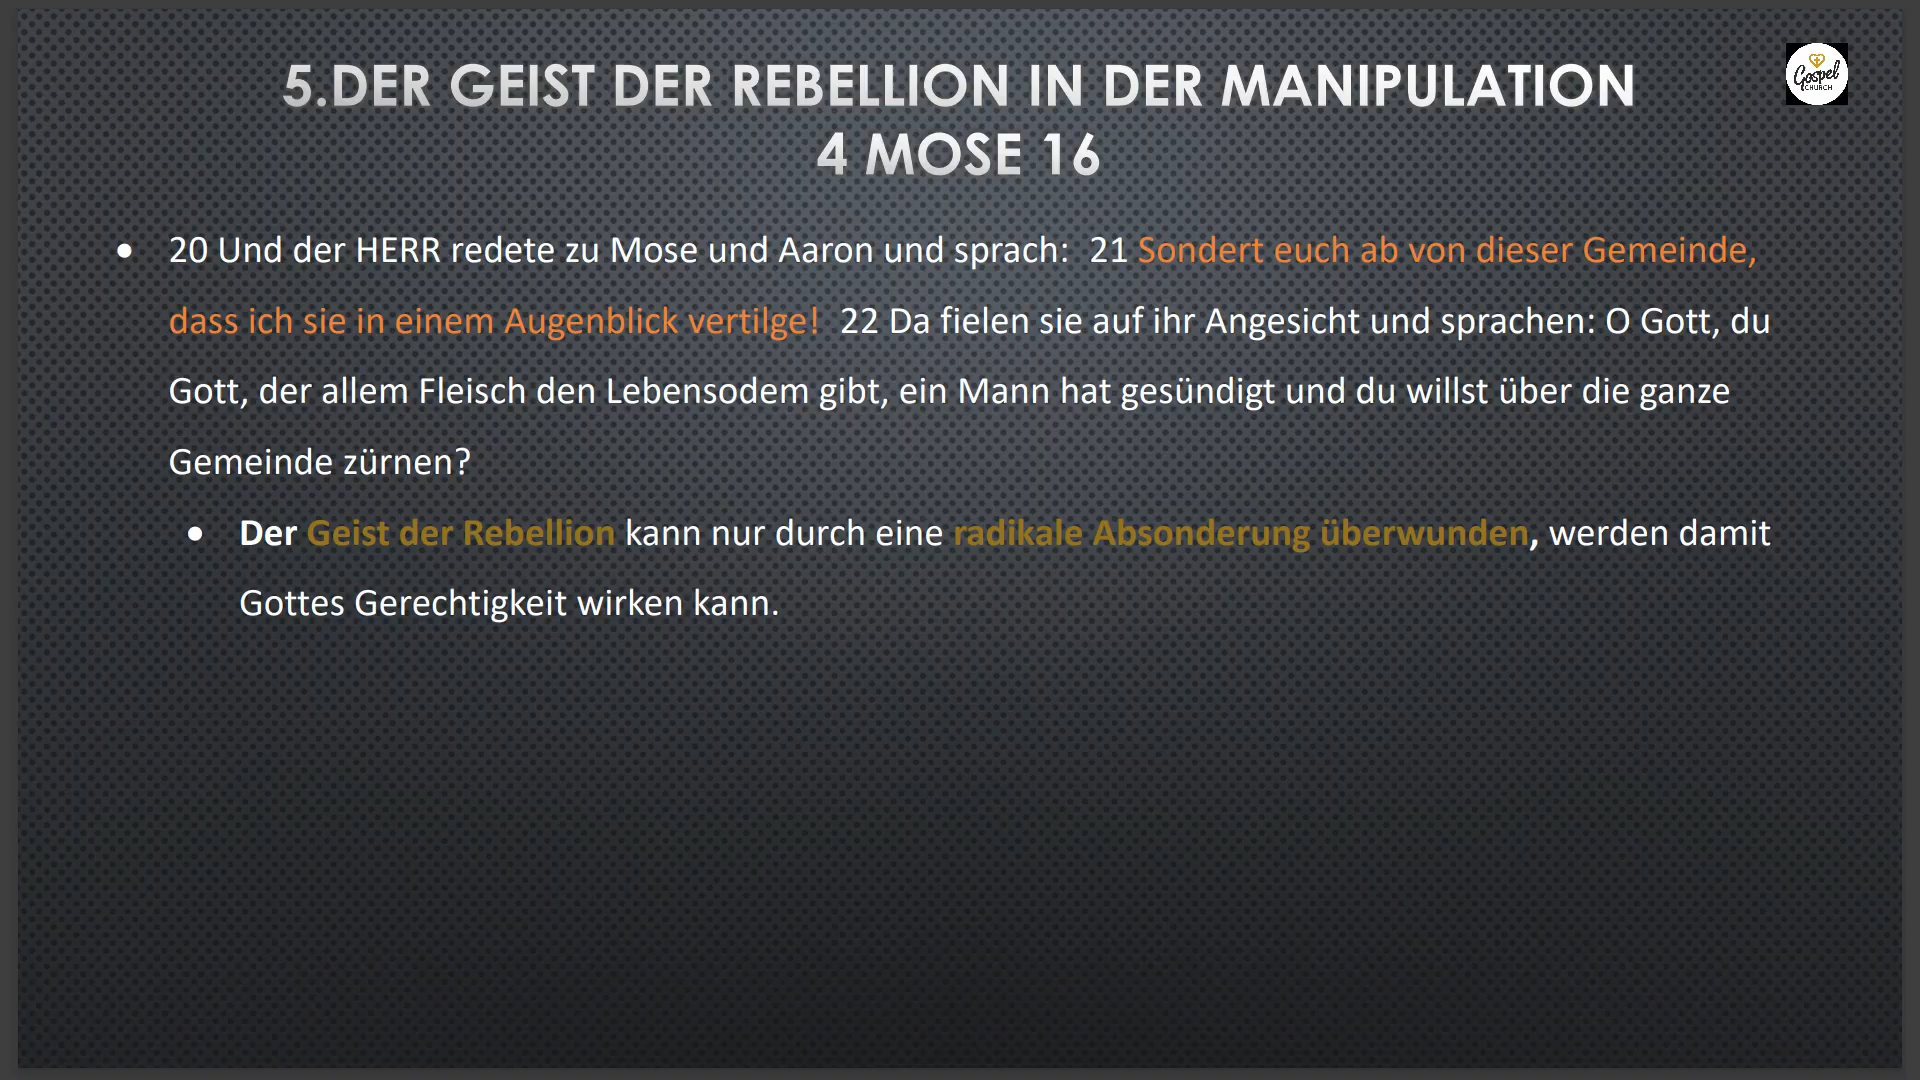 5.DER GEIST DER REBELLION IN DER MANIPULATION
4 MOSE 16
Gospel
CHURCH
• 20 Und der HERR redete zu Mose und Aaron und sprach:  21 Sondert euch ab von dieser Gemeinde,
dass ich sie in einem Augenblick vertilge!  22 Da fielen sie auf ihr Angesicht und sprachen: O Gott, du
Gott, der allem Fleisch den Lebensodem gibt, ein Mann hat gesündigt und du willst über die ganze
Gemeinde zürnen?
• Der Geist der Rebellion kann nur durch eine radikale Absonderung überwunden, werden damit
Gottes Gerechtigkeit wirken kann.